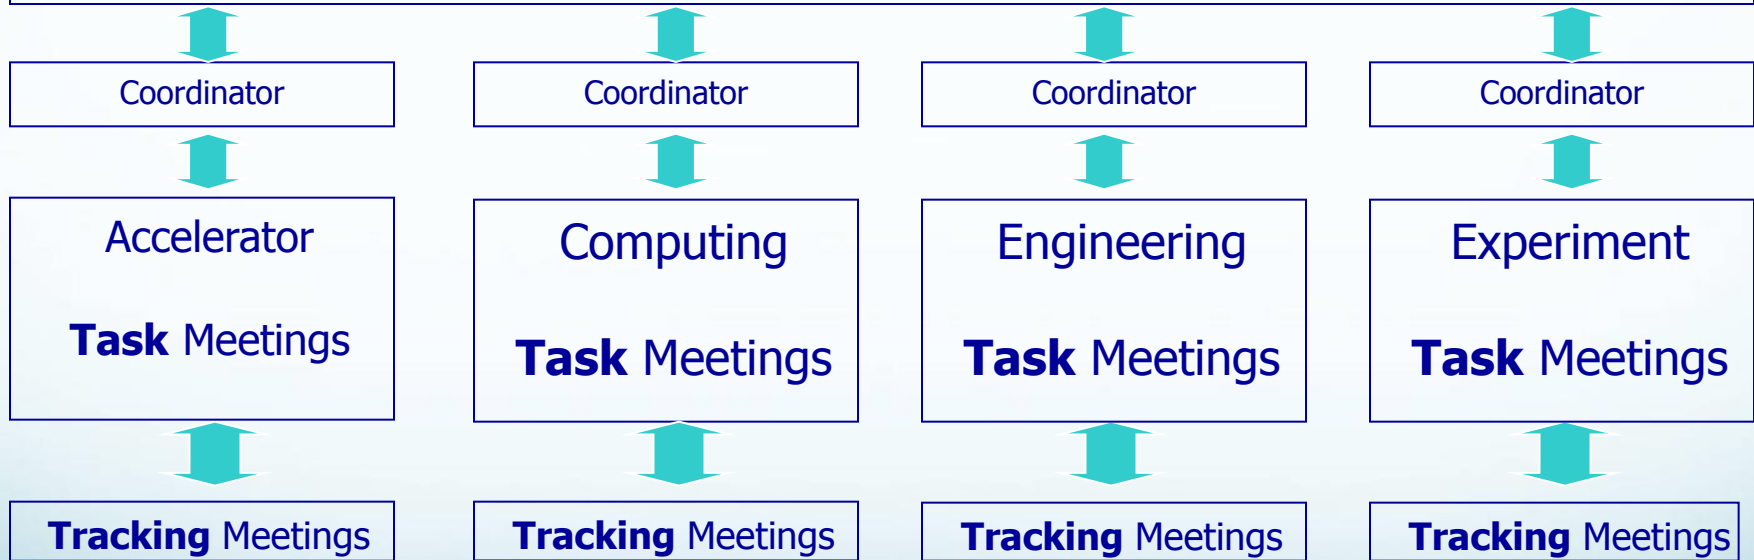 Coordinator
Coordinator
Coordinator
Coordinator
Accelerator
Task Meetings
Computing
Task Meetings
Engineering
Task Meetings
Experiment
Task Meetings
Tracking Meetings
Tracking Meetings
Tracking Meetings
Tracking Meetings